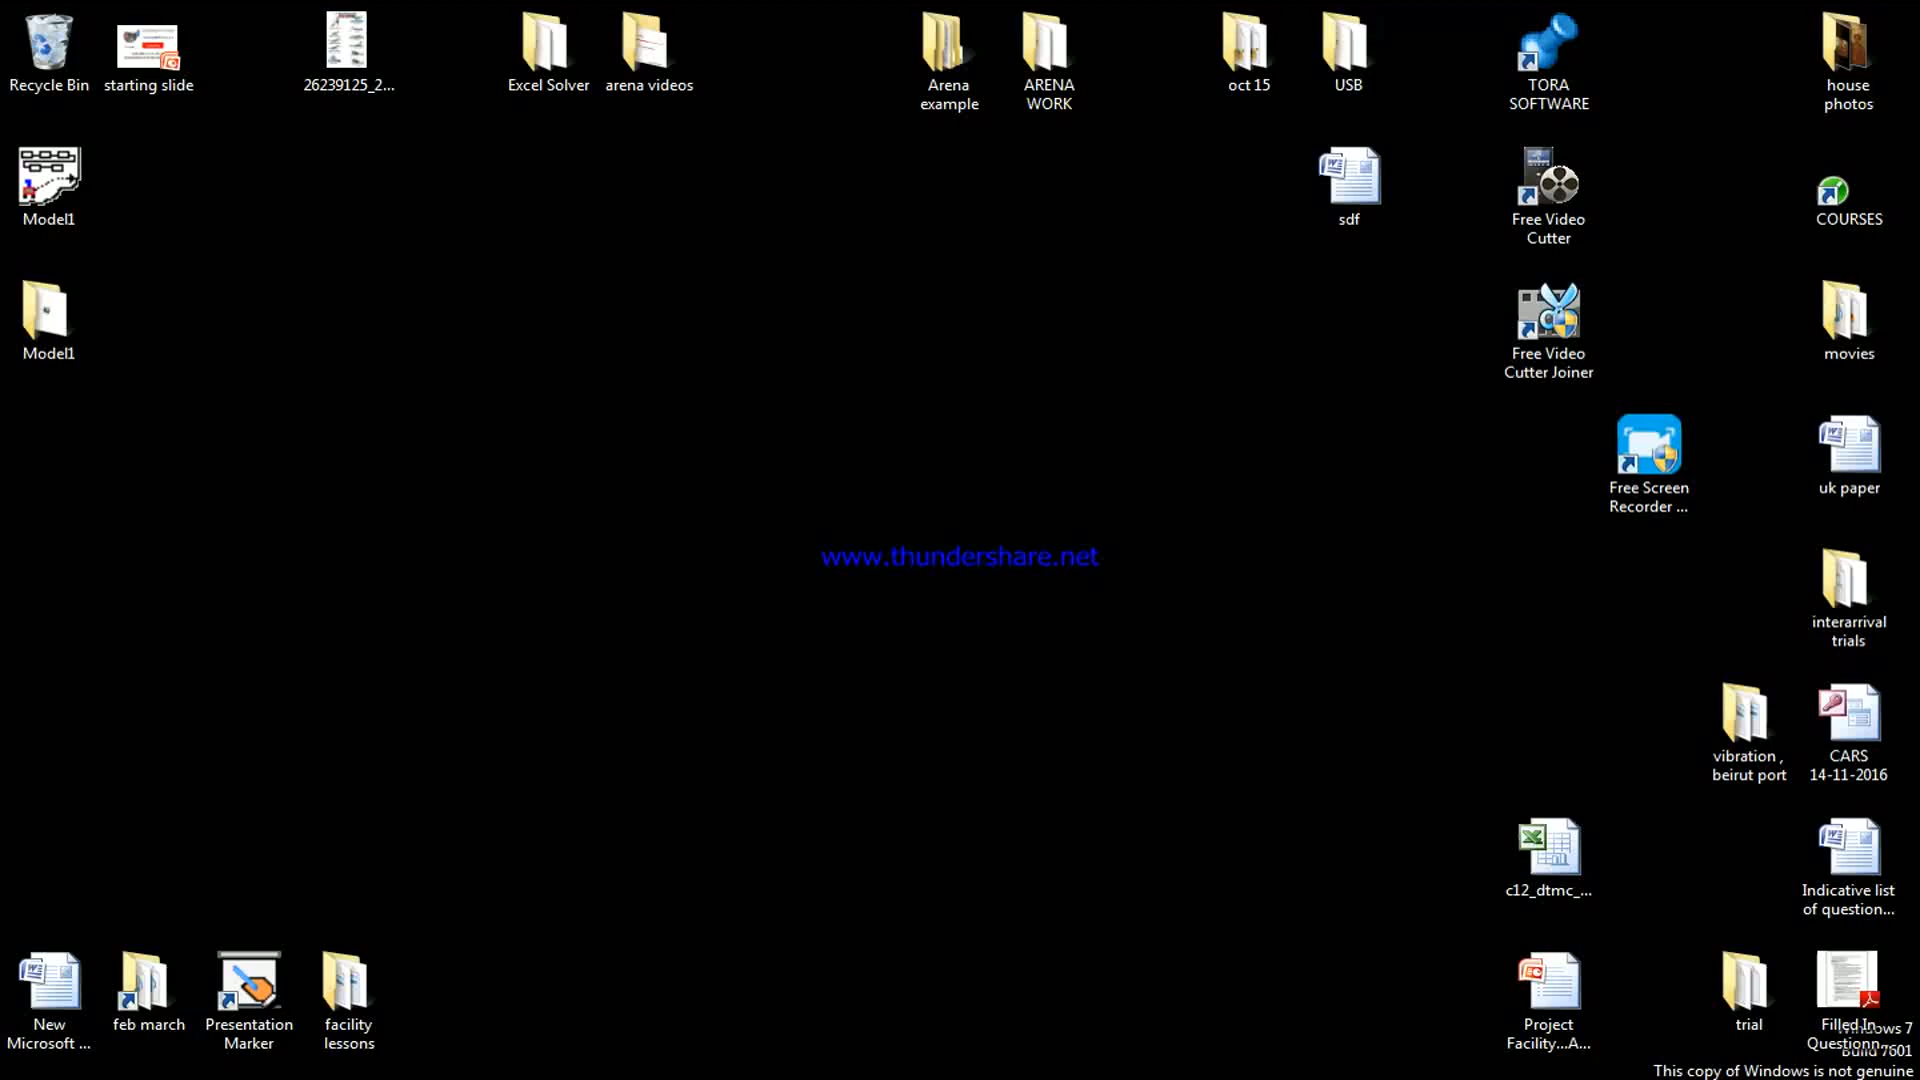 Recycle Bin
starting slide
26239125_2...
Excel Solver
arena videos
Arena
example
ARENA
WORK
oct 15
USB
TORA
SOFTWARE
house
photos
Model1
sdf
Free Video
Cutter
COURSES
Model1
Free Video
Cutter Joiner
movies
Free Screen
Recorder ...
uk paper
www.thundershare.net
interarrival
trials
vibration ,
beirut port
CARS
14-11-2016
c12_dtmc_...
Indicative list
of question...
New
Microsoft ...
feb march
Presentation
Marker
facility
lessons
Project
Facility...A...
trial
Filled In
Questionn...
Windows 7
Build 7601
This copy of Windows is not genuine